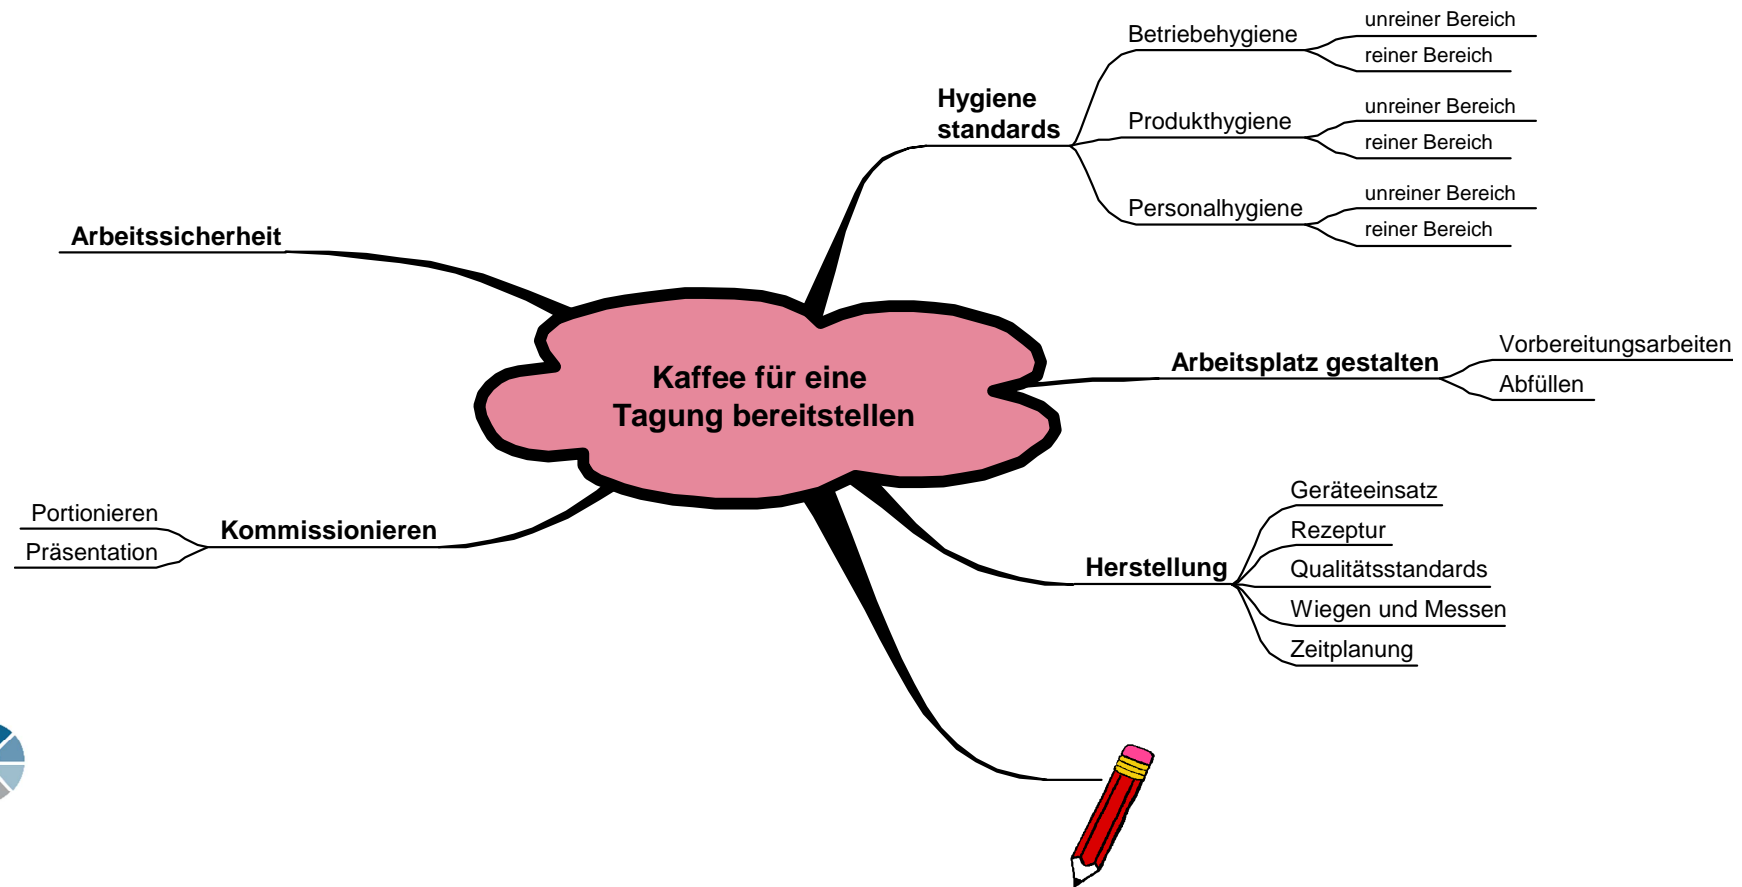 Kaffee für eine
Tagung bereitstellen
Hygiene
standards
Betriebehygiene
unreiner Bereich
reiner Bereich
Produkthygiene
unreiner Bereich
reiner Bereich
Personalhygiene
unreiner Bereich
reiner Bereich
Arbeitsplatz gestalten
Vorbereitungsarbeiten
Abfüllen
Herstellung
Geräteeinsatz
Rezeptur
Qualitätsstandards
Wiegen und Messen
Zeitplanung
Kommissionieren
Portionieren
Präsentation
Arbeitssicherheit